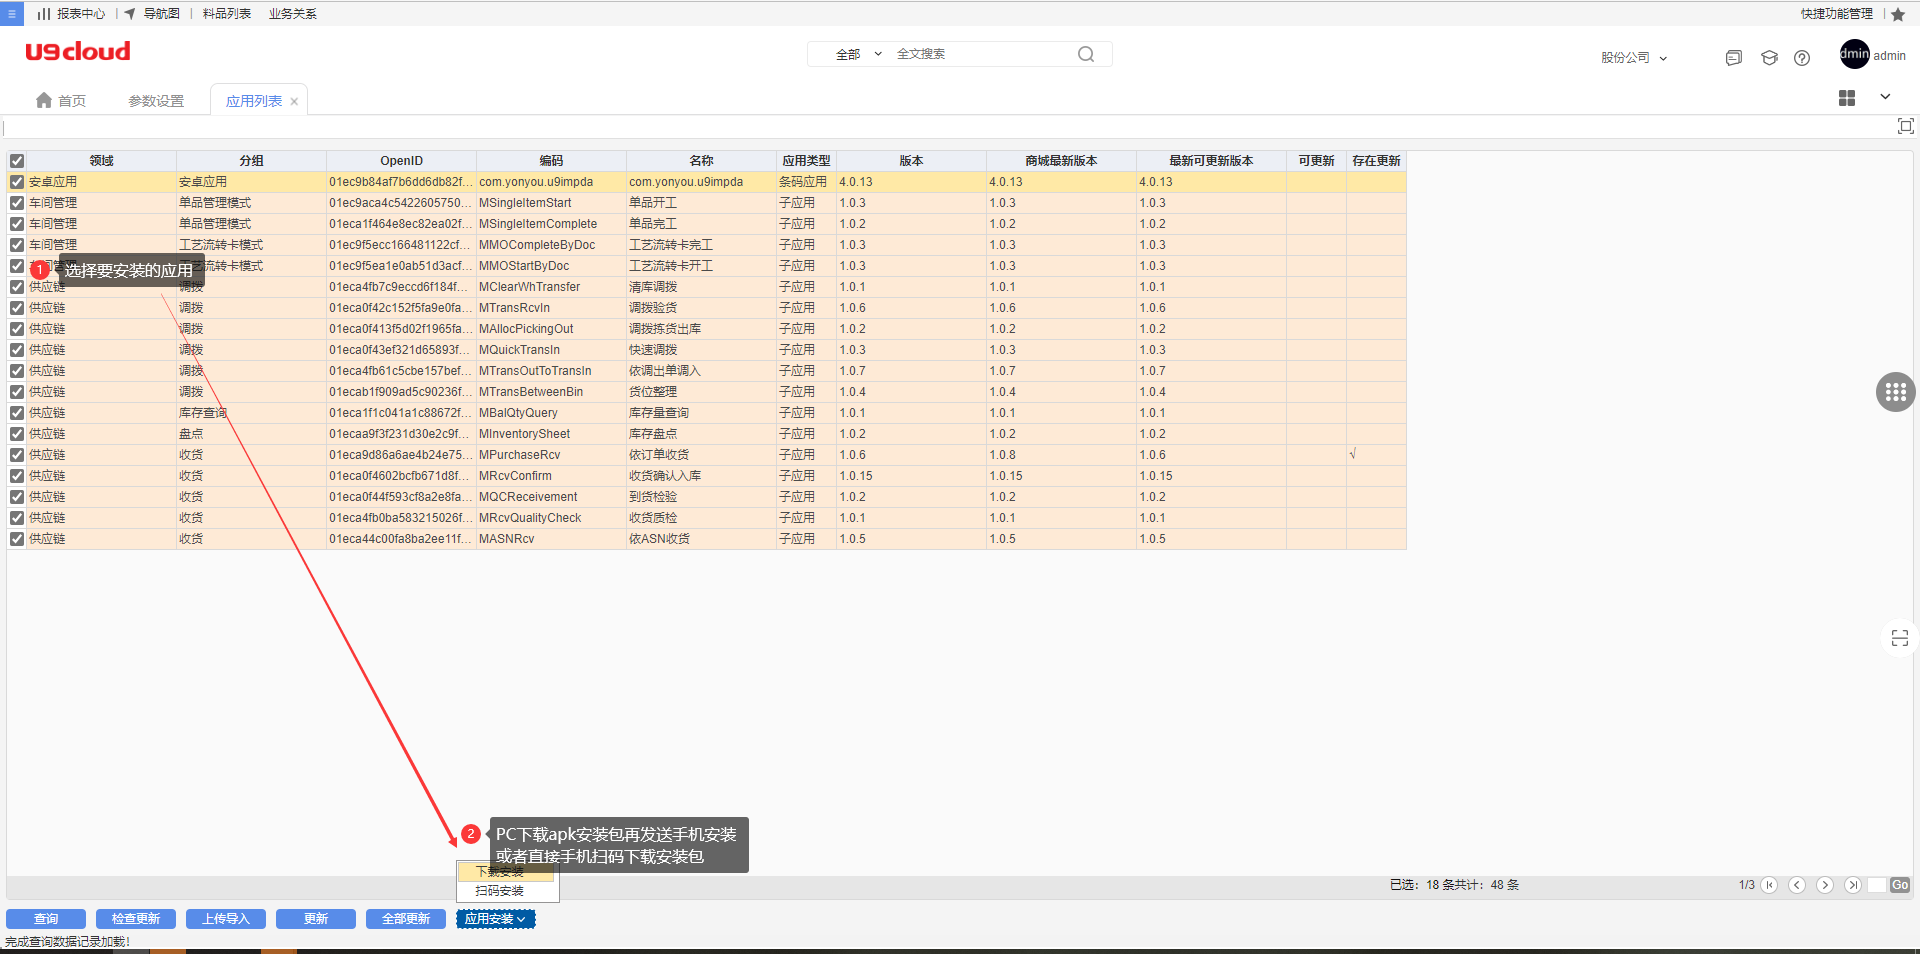 报表中心 导航图 料品列表 业务关系 快捷功能管理
U9cloud 全部 全文搜索 股份公司 dmin admin
首页 参数设置 应用列表
领域 分组 OpenID 编码 名称 应用类型 版本 商城最新版本 最新可更新版本 可更新 存在更新
安卓应用 安卓应用 01ec9b84af7b6dd6db82f... com.yonyou.u9impda com.yonyou.u9impda 条码应用 4.0.13 4.0.13 4.0.13
车间管理 单品管理模式 01ec9aca4c5422605750... MSingleItemStart 单品开工 子应用 1.0.3 1.0.3 1.0.3
车间管理 单品管理模式 01eca1f464e8ec82ea02f... MSingleItemComplete 单品完工 子应用 1.0.2 1.0.2 1.0.2
车间管理 工艺流转卡模式 01ec9f5ecc166481122cf... MMOCompleteByDoc 工艺流转卡完工 子应用 1.0.3 1.0.3 1.0.3
车间管理 工艺流转卡模式 01ec9f5ea1e0ab51d3acf... MMOStartByDoc 工艺流转卡开工 子应用 1.0.3 1.0.3 1.0.3
1 选择要安装的应用
供应链 调拨 01eca4fb7c9eccd6f184f... MClearWhTransfer 清库调拨 子应用 1.0.1 1.0.1 1.0.1
供应链 调拨 01eca0f42c152f5fa9e0fa... MTransRcvIn 调拨验货 子应用 1.0.6 1.0.6 1.0.6
供应链 调拨 01eca0f413f5d02f1965fa... MAllocPickingOut 调拨拣货出库 子应用 1.0.2 1.0.2 1.0.2
供应链 调拨 01eca0f43ef321d65893f... MQuickTransIn 快速调拨 子应用 1.0.3 1.0.3 1.0.3
供应链 调拨 01eca4fb61c5cbe157bef... MTransOutToTransIn 依调出单调入 子应用 1.0.7 1.0.7 1.0.7
供应链 调拨 01ecab1f909ad5c90236f... MTransBetweenBin 货位整理 子应用 1.0.4 1.0.4 1.0.4
供应链 库存查询 01eca1f1c041a1c88672f... MBalQtyQuery 库存量查询 子应用 1.0.1 1.0.1 1.0.1
供应链 盘点 01ecaa9f3f231d30e2c9f... MInventorySheet 库存盘点 子应用 1.0.2 1.0.2 1.0.2
供应链 收货 01eca9d86a6ae4b24e75... MPurchaseRcv 依订单收货 子应用 1.0.6 1.0.8 1.0.6 √
供应链 收货 01eca0f4602bcfb671d8f... MRcvConfirm 收货确认入库 子应用 1.0.15 1.0.15 1.0.15
供应链 收货 01eca0f44f593cf8a2e8fa... MQCReceivement 到货检验 子应用 1.0.2 1.0.2 1.0.2
供应链 收货 01eca4fb0ba583215026f... MRcvQualityCheck 收货质检 子应用 1.0.1 1.0.1 1.0.1
供应链 收货 01eca44c00fa8ba2ee11f... MASNRcv 依ASN收货 子应用 1.0.5 1.0.5 1.0.5
2 PC下载apk安装包再发送手机安装
或者直接手机扫码下载安装包
下载安装
扫码安装
已选：18 条共计：48 条 1/3 Go
查询 检查更新 上传导入 更新 全部更新 应用安装
完成查询数据记录加载!